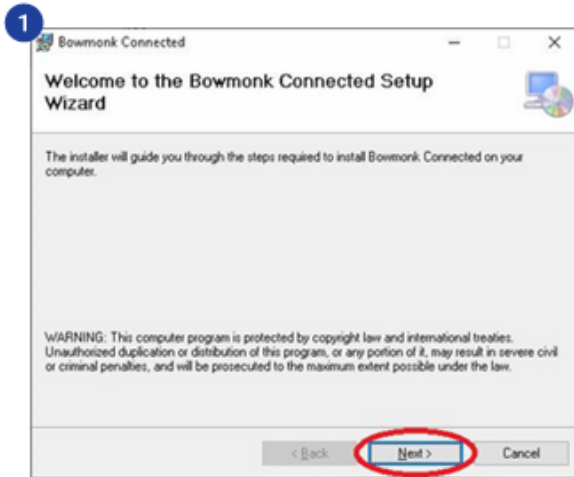 1
Bowmonk Connected
Welcome to the Bowmonk Connected Setup
Wizard
The installer will guide you through the steps required to install Bowmonk Connected on your
computer.
WARNING: This computer program is protected by copyright law and international treaties.
Unauthorized duplication or distribution of this program, or any portion of it, may result in severe civil
or criminal penalties, and will be prosecuted to the maximum extent possible under the law.
< Back Next > Cancel